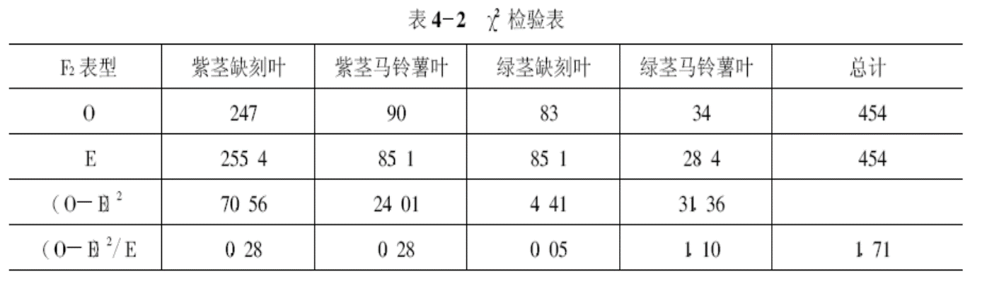 表 4-2 χ² 检验表
F₂ 表型 紫茎缺刻叶 紫茎马铃薯叶 绿茎缺刻叶 绿茎马铃薯叶 总计
O 247 90 83 34 454
E 255 4 85 1 85 1 28 4 454
(O—E)² 70 56 24 01 4 41 31 36
(O—E)²/E 0 28 0 28 0 05 1 10 1 71